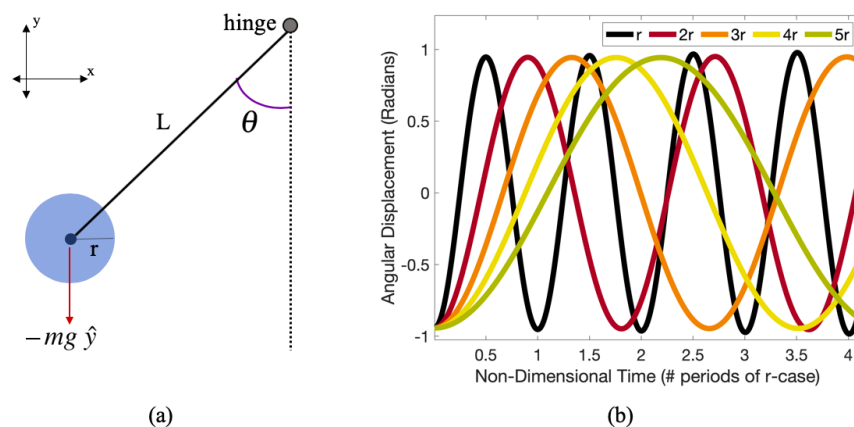 y
x
hinge
L
θ
r
−mg ŷ
(a)
r 2r 3r 4r 5r
Angular Displacement (Radians)
1
0.5
0
-0.5
-1
0.5 1 1.5 2 2.5 3 3.5 4
Non-Dimensional Time (# periods of r-case)
(b)